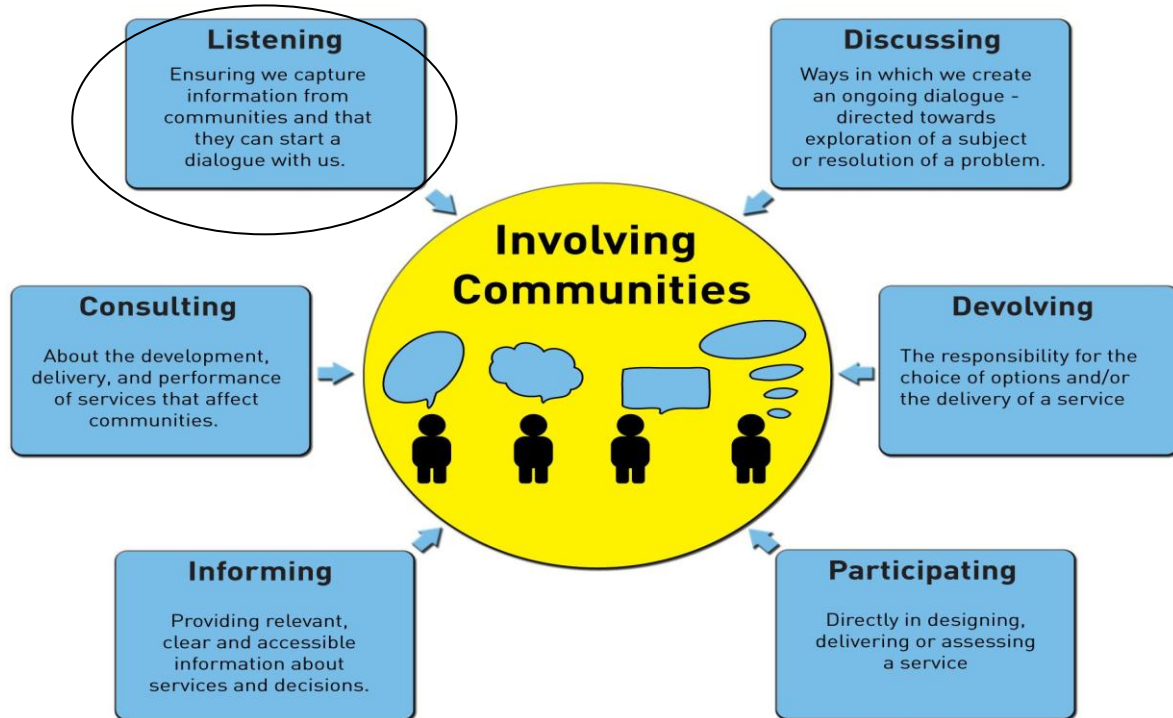 Listening
Ensuring we capture
information from
communities and that
they can start a
dialogue with us.
Discussing
Ways in which we create
an ongoing dialogue -
directed towards
exploration of a subject
or resolution of a problem.
Involving
Communities
Consulting
About the development,
delivery, and performance
of services that affect
communities.
Devolving
The responsibility for the
choice of options and/or
the delivery of a service
Informing
Providing relevant,
clear and accessible
information about
services and decisions.
Participating
Directly in designing,
delivering or assessing
a service